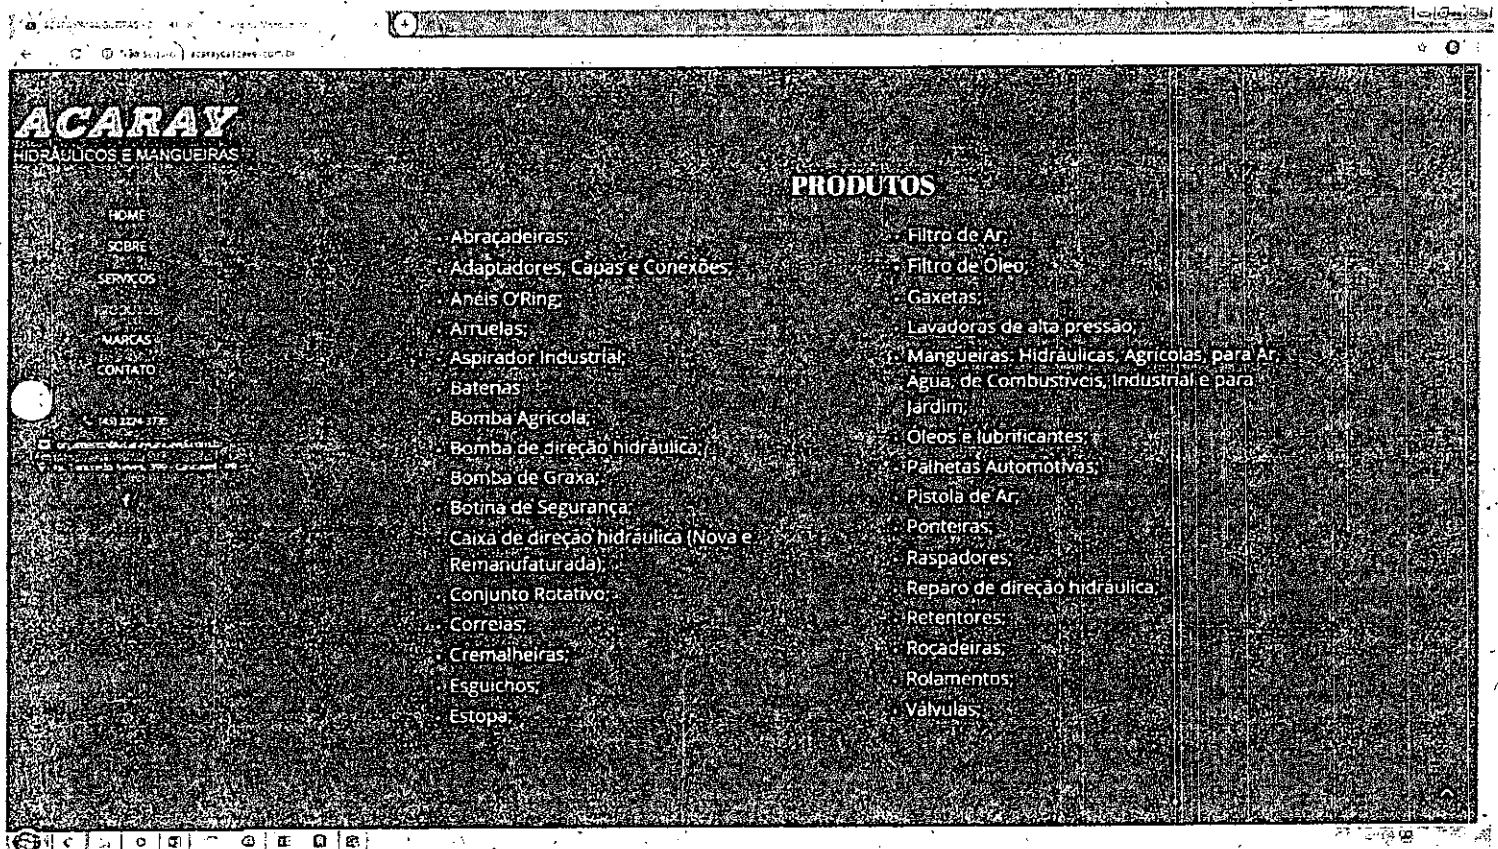 Não seguro
ACARAY
HIDRÁULICOS E MANGUEIRAS
HOME
SOBRE
SERVIÇOS
PRODUTOS
MARCAS
CONTATO
PRODUTOS
Abraçadeiras;
Adaptadores, Capas e Conexões;
Anéis O'Ring;
Arruelas;
Aspirador Industrial;
Baterias
Bomba Agrícola;
Bomba de direção hidráulica;
Bomba de Graxa;
Botina de Segurança;
Caixa de direção hidráulica (Nova e
Remanufaturada);
Conjunto Rotativo;
Correias;
Cremalheiras;
Esguichos;
Estopa;
Filtro de Ar;
Filtro de Óleo;
Gaxetas;
Lavadoras de alta pressão;
Mangueiras: Hidráulicas, Agrícolas, para Ar,
Água, de Combustíveis, Industrial e para
Jardim;
Óleos e lubrificantes;
Palhetas Automotivas;
Pistola de Ar;
Ponteiras;
Raspadores;
Reparo de direção hidráulica;
Retentores;
Roçadeiras;
Rolamentos;
Válvulas;